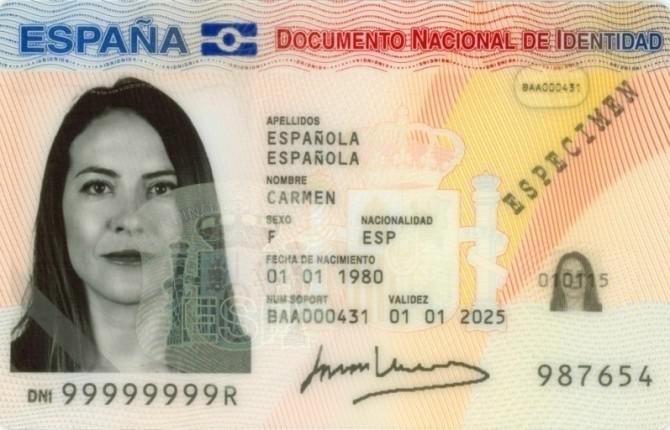 ESPAÑA DOCUMENTO NACIONAL DE IDENTIDAD
BAA000431
ESPECIMEN
APELLIDOS
ESPAÑOLA
ESPAÑOLA
NOMBRE
CARMEN
SEXO NACIONALIDAD
F ESP
FECHA DE NACIMIENTO
01 01 1980
010115
NUM SOPORT VALIDEZ
BAA000431 01 01 2025
DNI 99999999R
987654